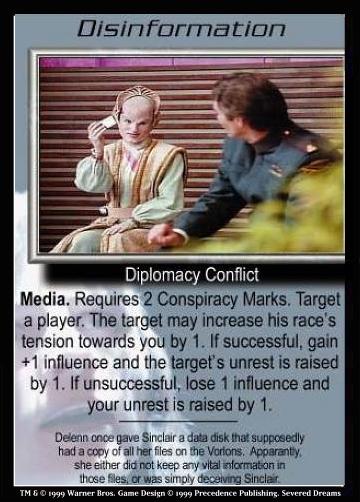 Disinformation
Diplomacy Conflict
Media. Requires 2 Conspiracy Marks. Target
a player. The target may increase his race's
tension towards you by 1. If successful, gain
+1 influence and the target's unrest is raised
by 1. If unsuccessful, lose 1 influence and
your unrest is raised by 1.
Delenn once gave Sinclair a data disk that supposedly
had a copy of all her files on the Vorlons. Apparently,
she either did not keep any vital information in
those files, or was simply deceiving Sinclair.
TM & © 1999 Warner Bros. Game Design © 1999 Precedence Publishing. Severed Dreams